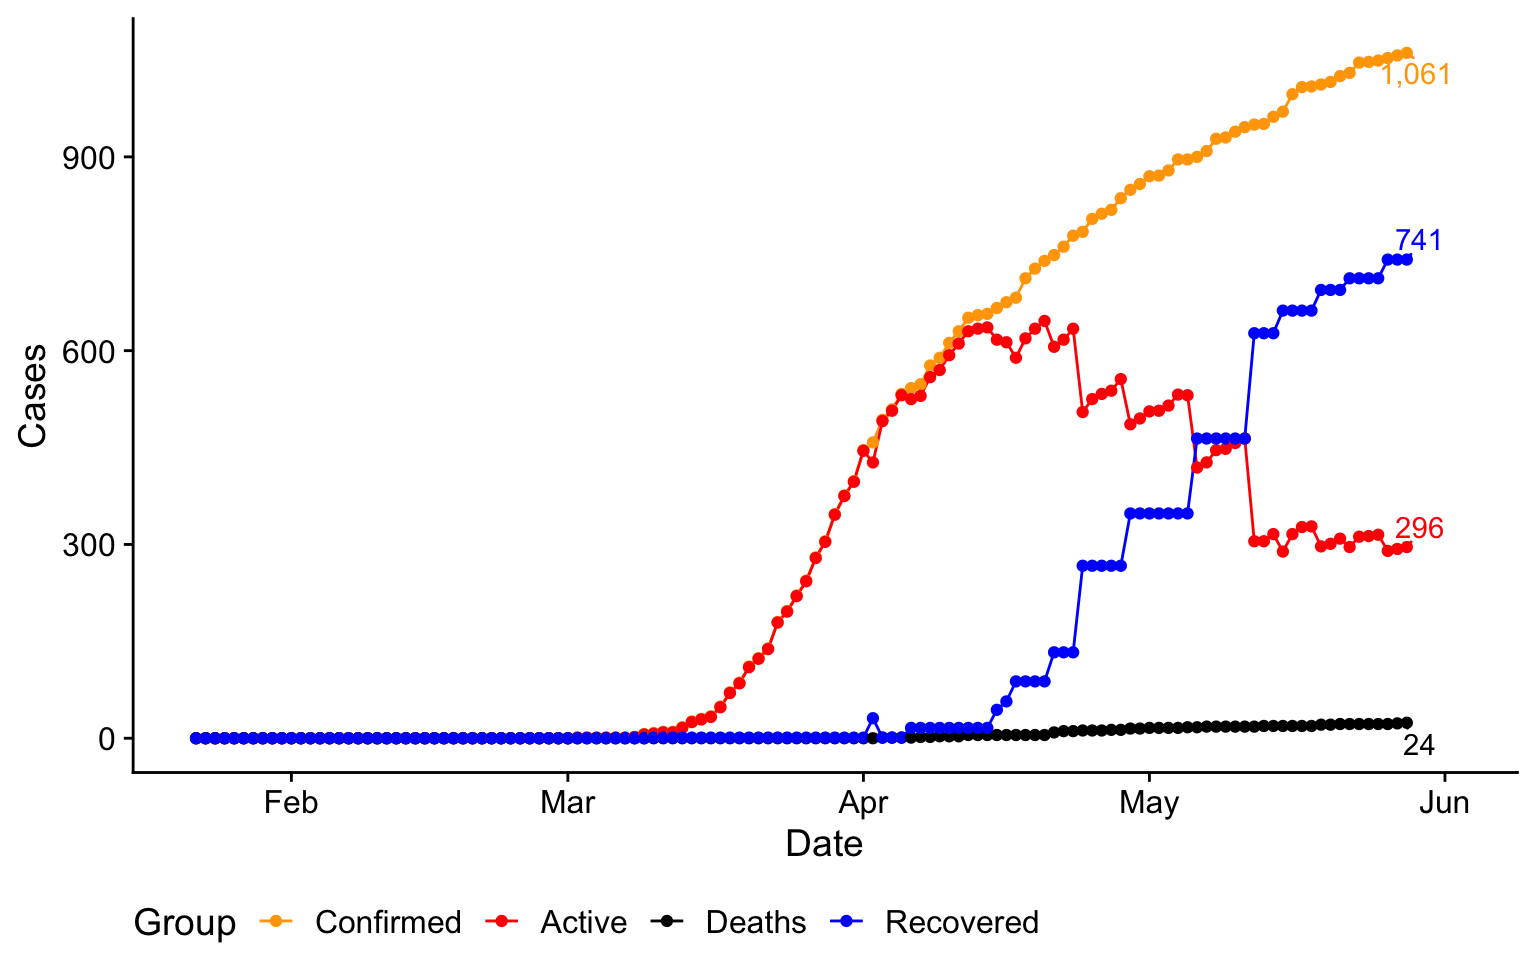 1,061
900
741
600
Cases
300
296
0
24
Feb Mar Apr May Jun
Date
Group Confirmed Active Deaths Recovered